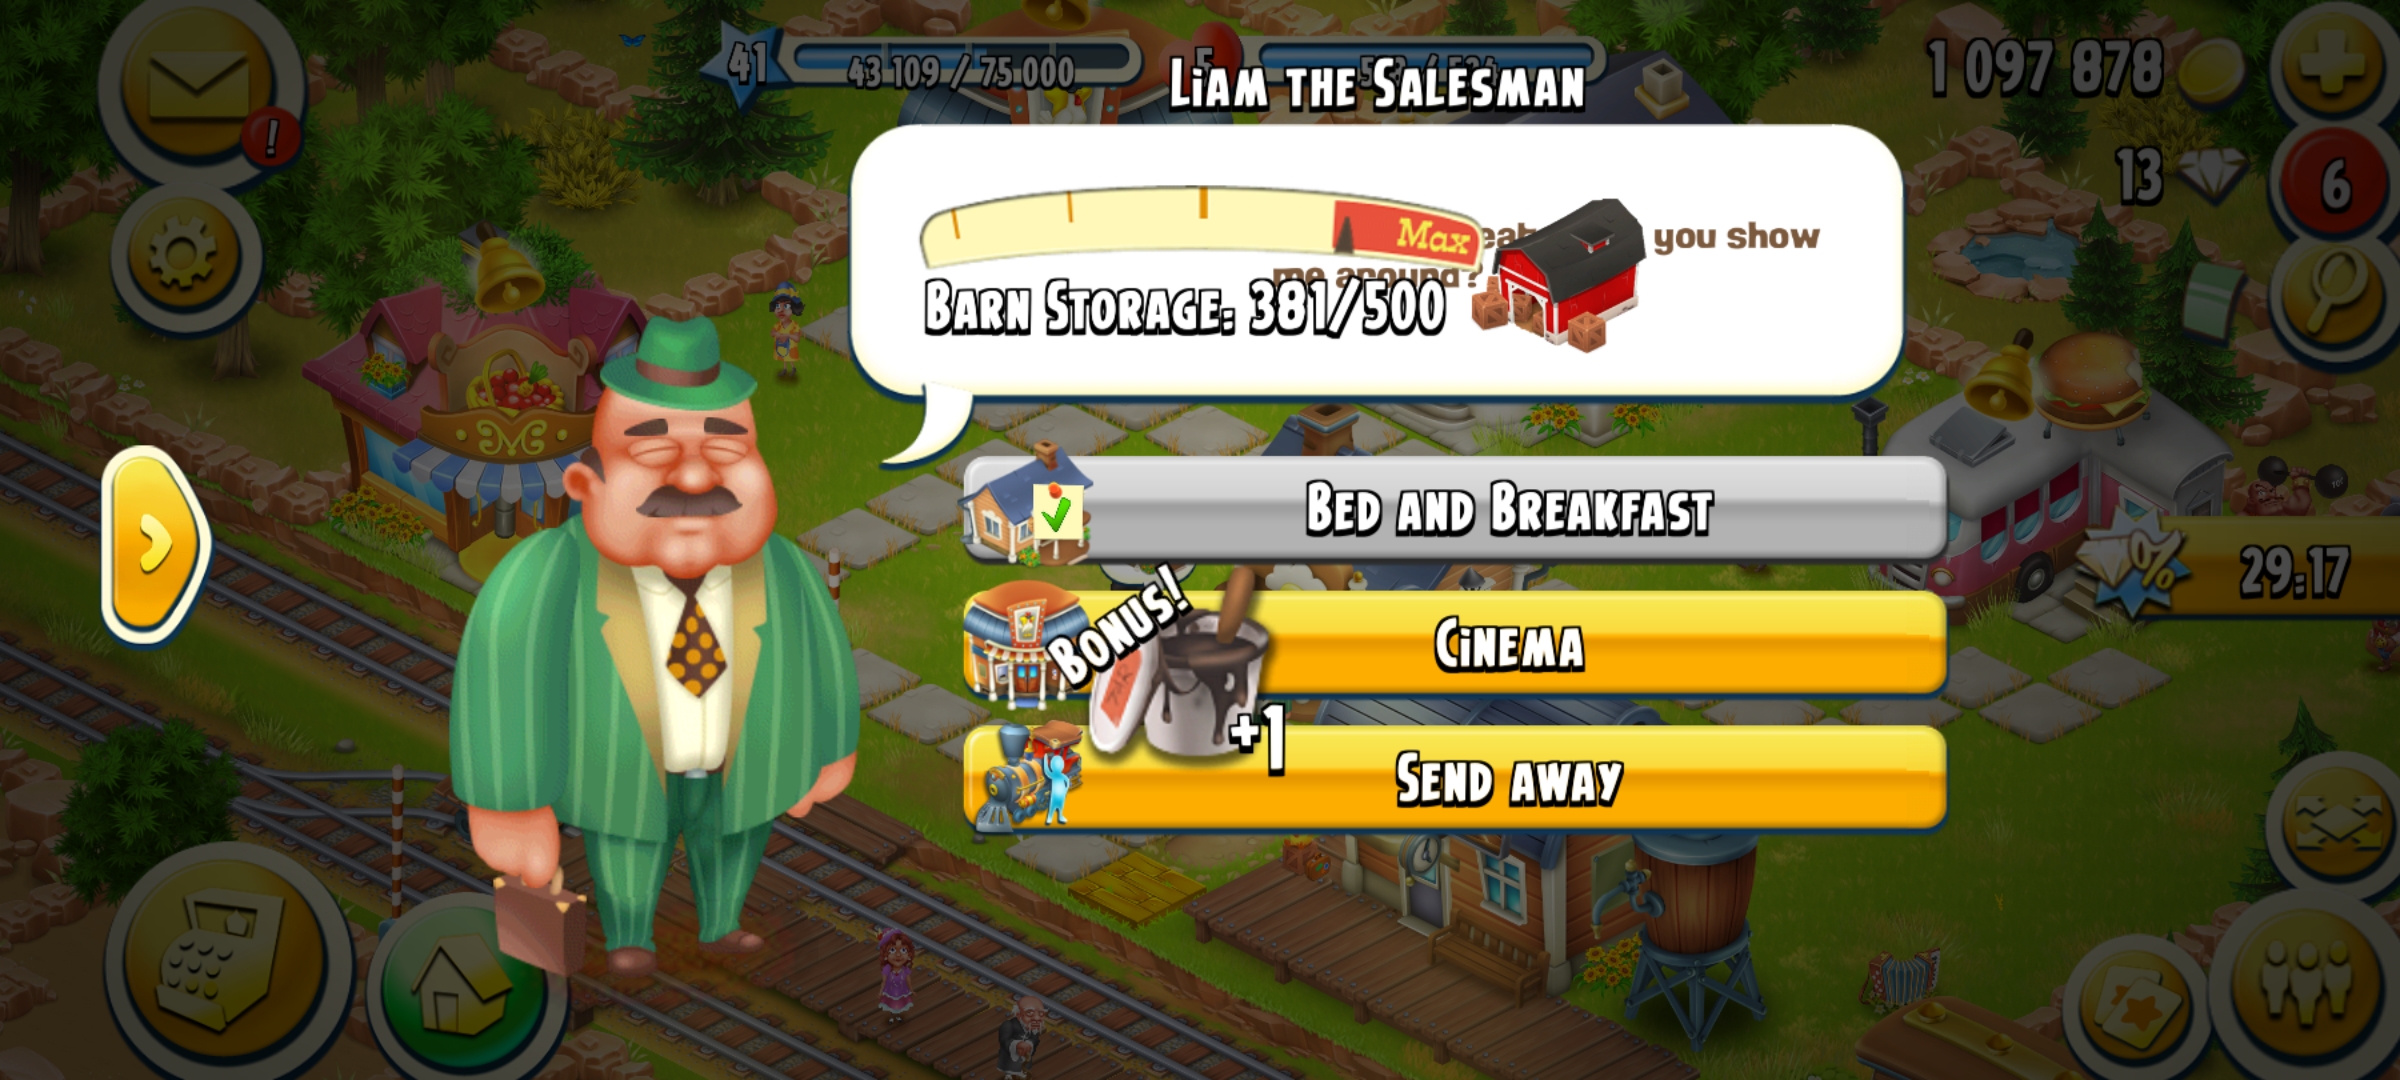 41
43 109 / 75 000
5
LiAM THE SALESMAN
1 097 878
13
!
6
Max
you show
me around?
BARN STORAGE: 381/500
BED AND BREAKFAST
BONUS!
CiNEMA
+1
SEND AWAY
%
29:17